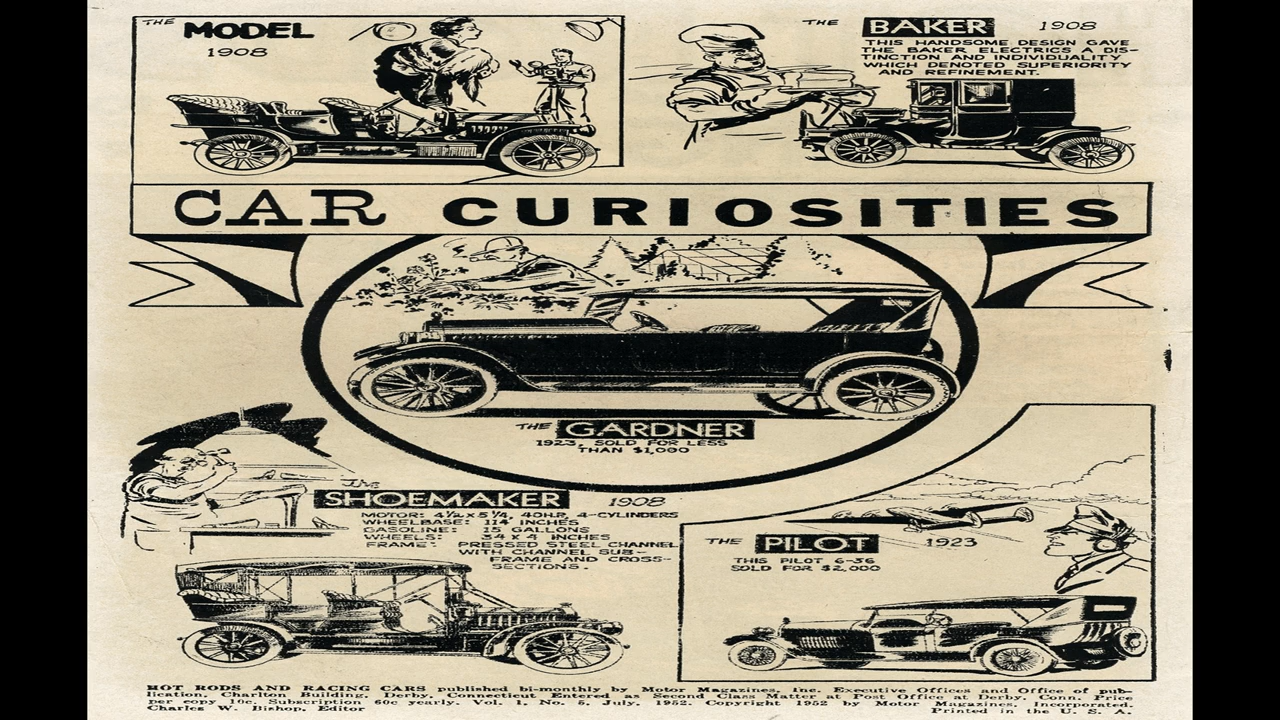 THE MODEL
1908
THE BAKER 1908
THIS HANDSOME DESIGN GAVE
THE BAKER ELECTRICS A DIS-
TINCTION AND INDIVIDUALITY
WHICH DENOTED SUPERIORITY
AND REFINEMENT.
CAR CURIOSITIES
THE GARDNER
1923, SOLD FOR LESS
THAN $1,000
The
SHOEMAKER 1908
MOTOR: 4½ x 5¼, 40H.P. 4-CYLINDERS
WHEELBASE: 114 INCHES
GASOLINE: 15 GALLONS
WHEELS: 34 X 4 INCHES
FRAME: PRESSED STEEL CHANNEL
WITH CHANNEL SUB-
FRAME AND CROSS-
SECTIONS.
THE PILOT 1923
THIS PILOT 6-56
SOLD FOR $2,000
HOT RODS AND RACING CARS published bi-monthly by Motor Magazines, Inc. Executive Offices and Office of pub-
lication, Charlton Building, Derby, Connecticut Entered as Second Class Matter at Post Office at Derby, Conn. Price
per copy 10c. Subscription 60c yearly. Vol. 1, No. 5, July, 1952. Copyright 1952 by Motor Magazines, Incorporated.
Charles W. Bishop, Editor Printed in the U. S. A.